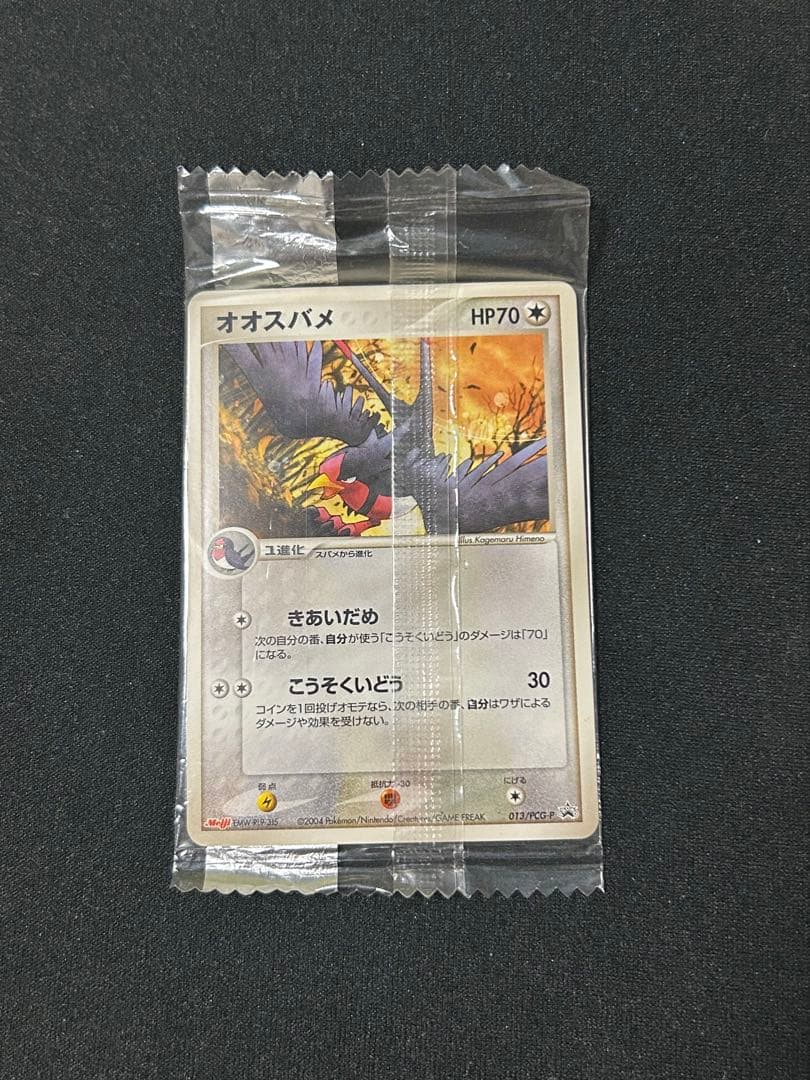 オオスバメ HP70
Illus. Kagemaru Himeno
1進化 スバメから進化
きあいだめ
次の自分の番、自分が使う「こうそくいどう」のダメージは「70」
になる。
こうそくいどう 30
コインを1回投げオモテなら、次の相手の番、自分はワザによる
ダメージや効果を受けない。
弱点 抵抗力 -30 にげる
Meiji ©2004 Pokémon/Nintendo/Creatures/GAME FREAK 013/PCG-P